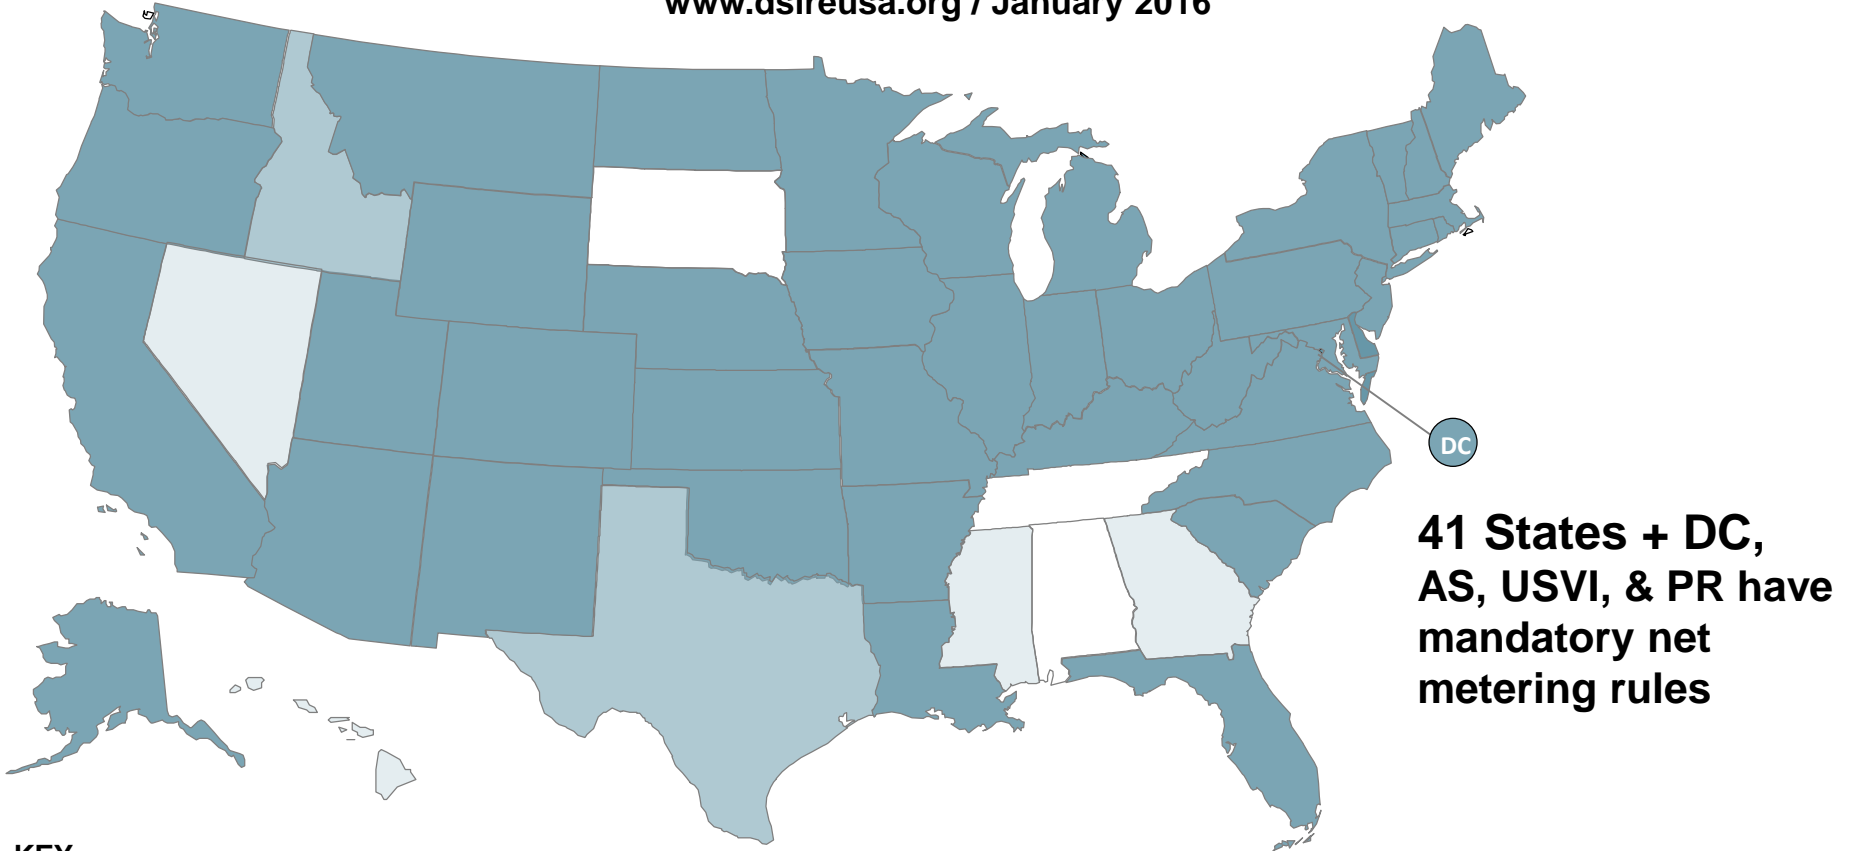 www.dsireusa.org / January 2016
DC
41 States + DC,
AS, USVI, & PR have
mandatory net
metering rules
KEY